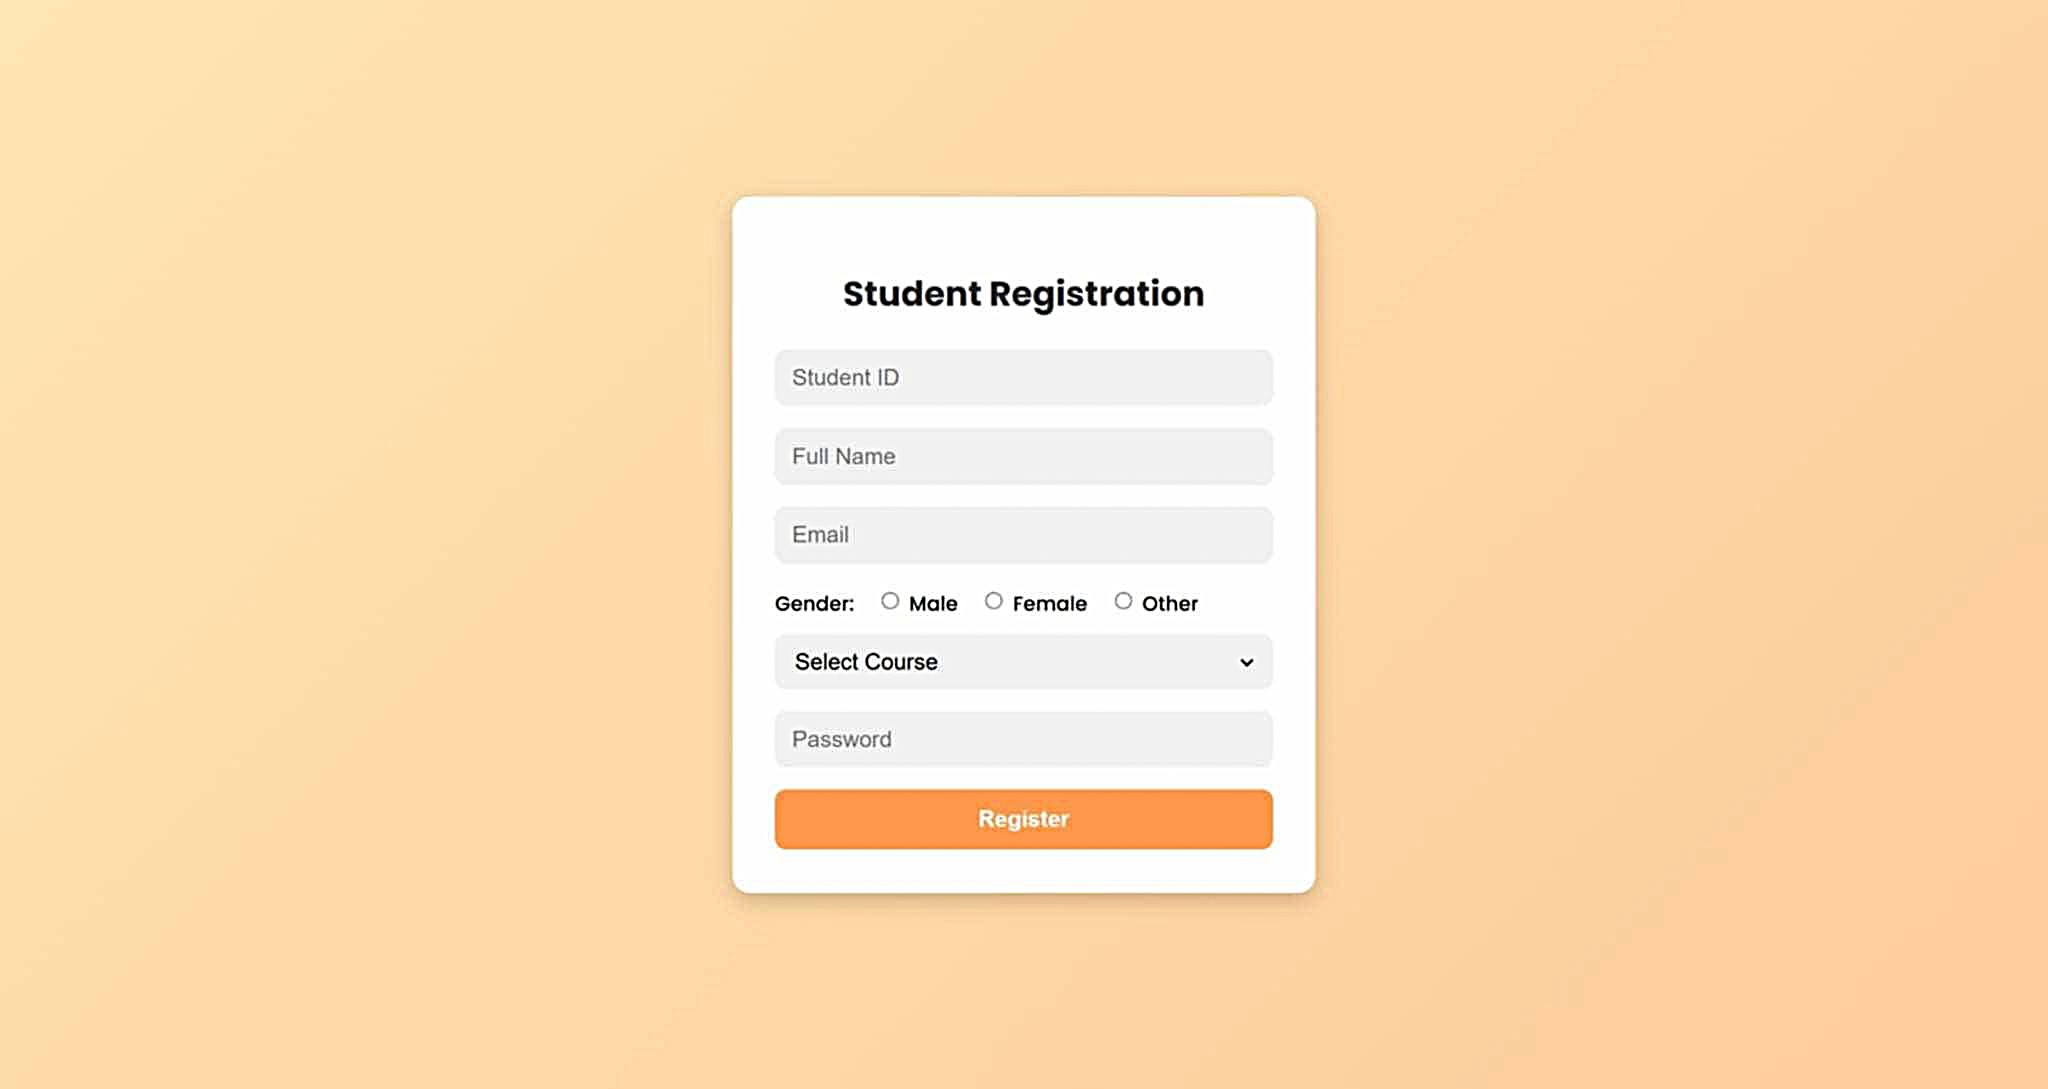 Student Registration
Student ID
Full Name
Email
Gender: Male Female Other
Select Course
Password
Register